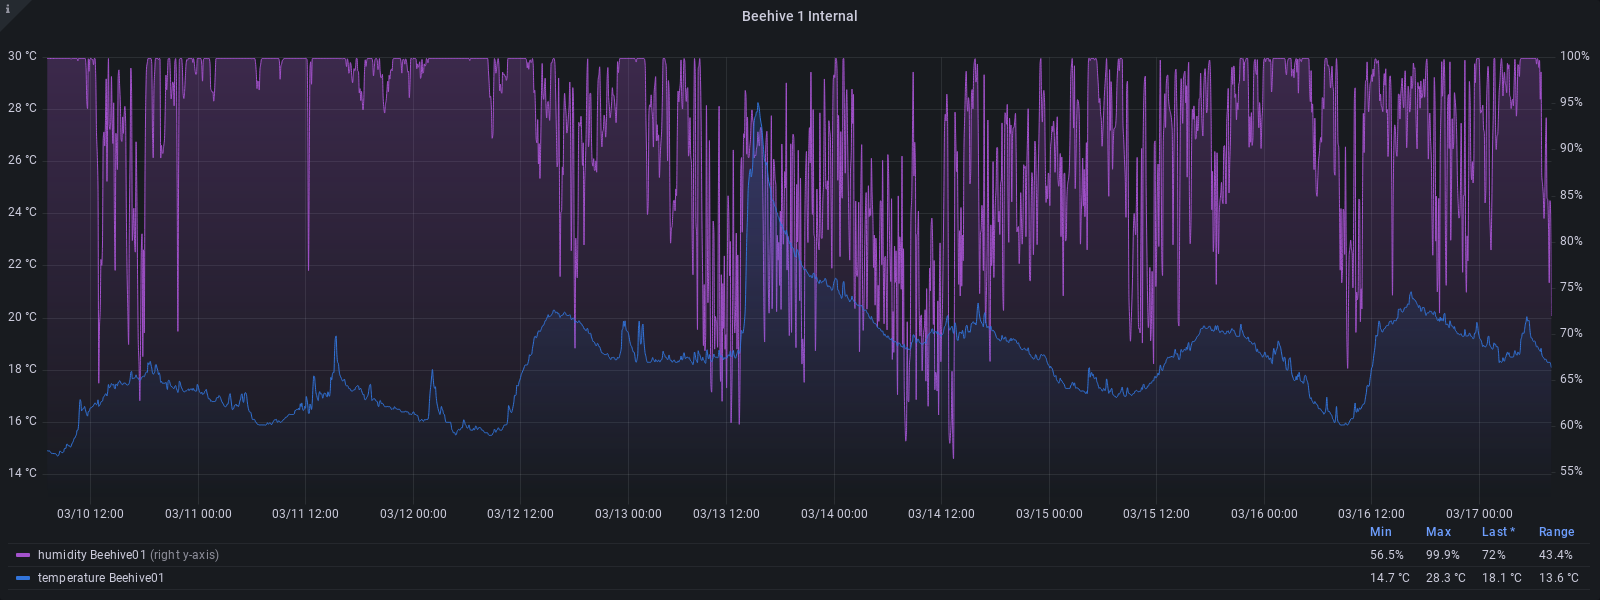 i
Beehive 1 Internal
30 °C 100%
28 °C 95%
26 °C 90%
24 °C 85%
22 °C 80%
20 °C 75%
18 °C 70%
16 °C 65%
14 °C 60%
55%
03/10 12:00 03/11 00:00 03/11 12:00 03/12 00:00 03/12 12:00 03/13 00:00 03/13 12:00 03/14 00:00 03/14 12:00 03/15 00:00 03/15 12:00 03/16 00:00 03/16 12:00 03/17 00:00
Min Max Last * Range
humidity Beehive01 (right y-axis) 56.5% 99.9% 72% 43.4%
temperature Beehive01 14.7 °C 28.3 °C 18.1 °C 13.6 °C